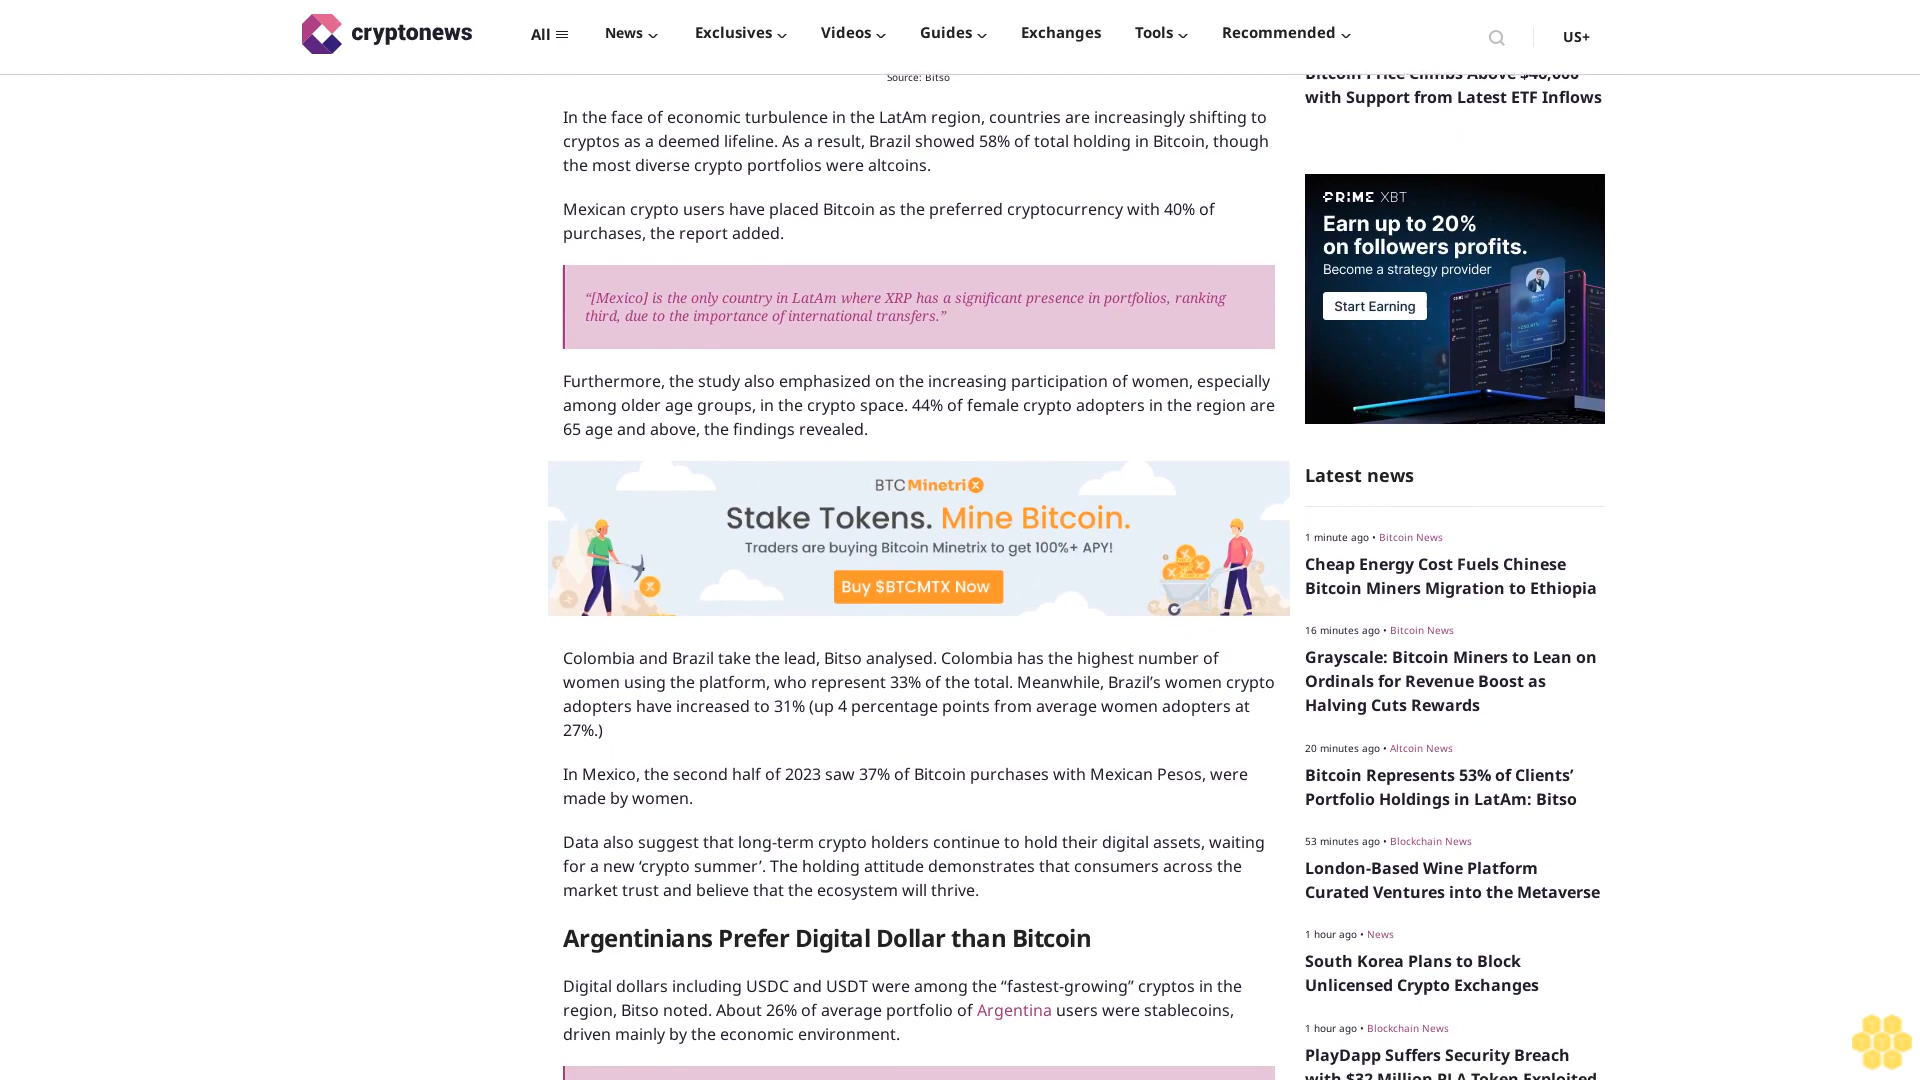 cryptonews
All
News
Exclusives
Videos
Guides
Exchanges
Tools
Recommended
US+
Source: Bitso
In the face of economic turbulence in the LatAm region, countries are increasingly shifting to
cryptos as a deemed lifeline. As a result, Brazil showed 58% of total holding in Bitcoin, though
the most diverse crypto portfolios were altcoins.
Mexican crypto users have placed Bitcoin as the preferred cryptocurrency with 40% of
purchases, the report added.
“[Mexico] is the only country in LatAm where XRP has a significant presence in portfolios, ranking
third, due to the importance of international transfers.”
Furthermore, the study also emphasized on the increasing participation of women, especially
among older age groups, in the crypto space. 44% of female crypto adopters in the region are
65 age and above, the findings revealed.
BTC Minetrix
Stake Tokens. Mine Bitcoin.
Traders are buying Bitcoin Minetrix to get 100%+ APY!
Buy $BTCMTX Now
Colombia and Brazil take the lead, Bitso analysed. Colombia has the highest number of
women using the platform, who represent 33% of the total. Meanwhile, Brazil’s women crypto
adopters have increased to 31% (up 4 percentage points from average women adopters at
27%.)
In Mexico, the second half of 2023 saw 37% of Bitcoin purchases with Mexican Pesos, were
made by women.
Data also suggest that long-term crypto holders continue to hold their digital assets, waiting
for a new ‘crypto summer’. The holding attitude demonstrates that consumers across the
market trust and believe that the ecosystem will thrive.
Argentinians Prefer Digital Dollar than Bitcoin
Digital dollars including USDC and USDT were among the “fastest-growing” cryptos in the
region, Bitso noted. About 26% of average portfolio of Argentina users were stablecoins,
driven mainly by the economic environment.
Bitcoin Price Climbs Above $46,000
with Support from Latest ETF Inflows
PRIME XBT
Earn up to 20%
on followers profits.
Become a strategy provider
Start Earning
Latest news
1 minute ago • Bitcoin News
Cheap Energy Cost Fuels Chinese
Bitcoin Miners Migration to Ethiopia
16 minutes ago • Bitcoin News
Grayscale: Bitcoin Miners to Lean on
Ordinals for Revenue Boost as
Halving Cuts Rewards
20 minutes ago • Altcoin News
Bitcoin Represents 53% of Clients’
Portfolio Holdings in LatAm: Bitso
53 minutes ago • Blockchain News
London-Based Wine Platform
Curated Ventures into the Metaverse
1 hour ago • News
South Korea Plans to Block
Unlicensed Crypto Exchanges
1 hour ago • Blockchain News
PlayDapp Suffers Security Breach
with $32 Million PLA Token Exploited